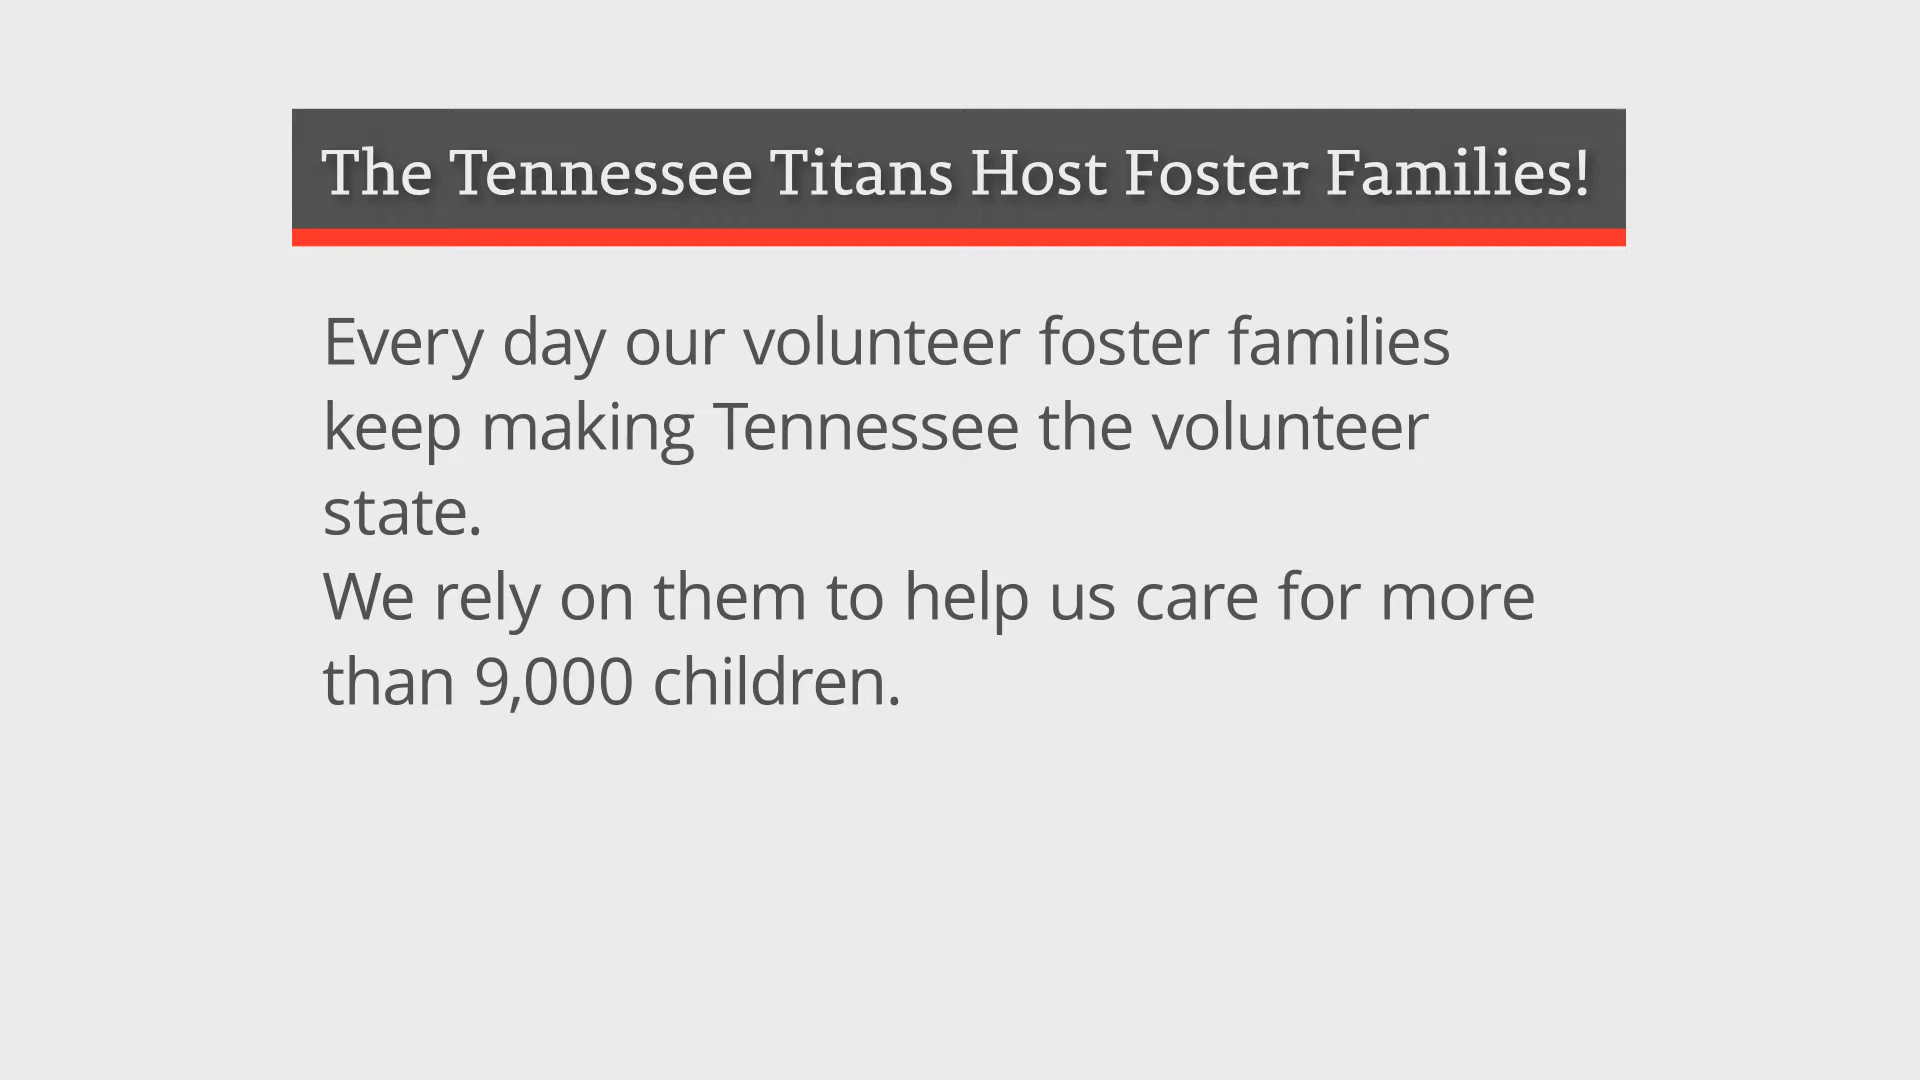 The Tennessee Titans Host Foster Families!
Every day our volunteer foster families
keep making Tennessee the volunteer
state.
We rely on them to help us care for more
than 9,000 children.